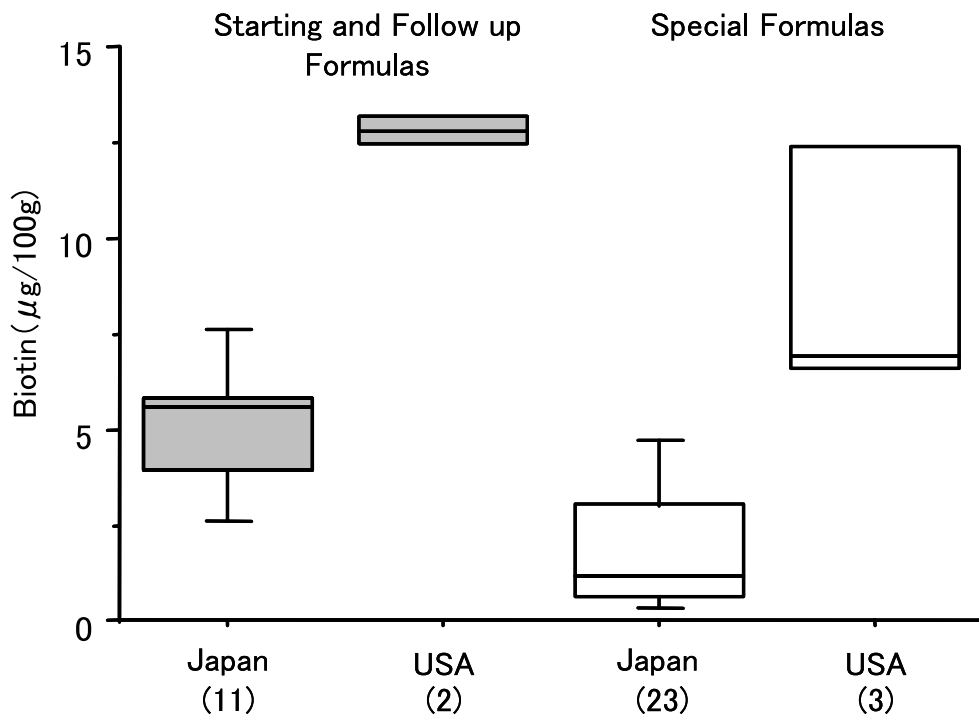 Starting and Follow up
Formulas
Special Formulas
15
10
5
0
Biotin(μg/100g)
Japan
(11)
USA
(2)
Japan
(23)
USA
(3)